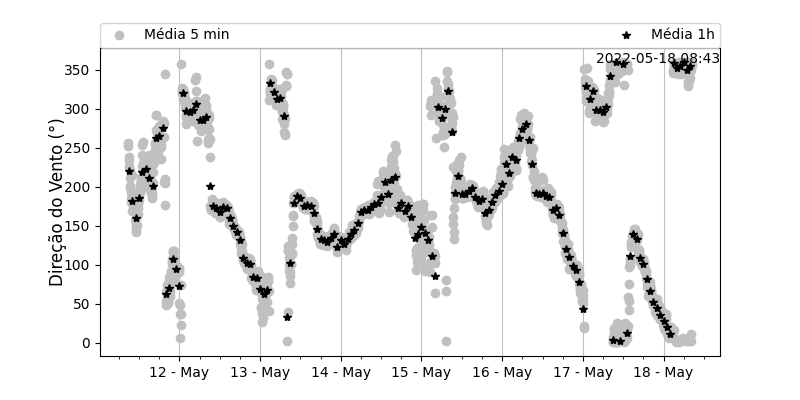 Média 5 min
Média 1h
2022-05-18 08:43
Direção do Vento (°)
350
300
250
200
150
100
50
0
12 - May
13 - May
14 - May
15 - May
16 - May
17 - May
18 - May